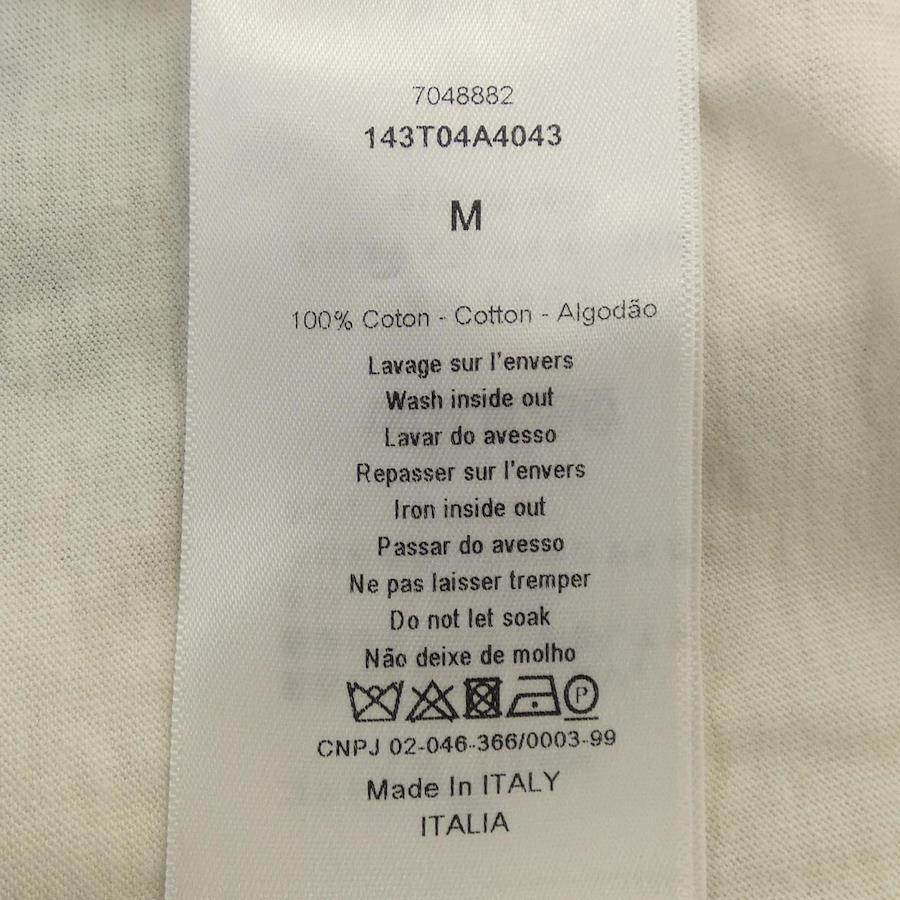 7048882
143T04A4043
M
100% Coton - Cotton - Algodão
Lavage sur l'envers
Wash inside out
Lavar do avesso
Repasser sur l'envers
Iron inside out
Passar do avesso
Ne pas laisser tremper
Do not let soak
Não deixe de molho
P
CNPJ 02-046-366/0003-99
Made In ITALY
ITALIA